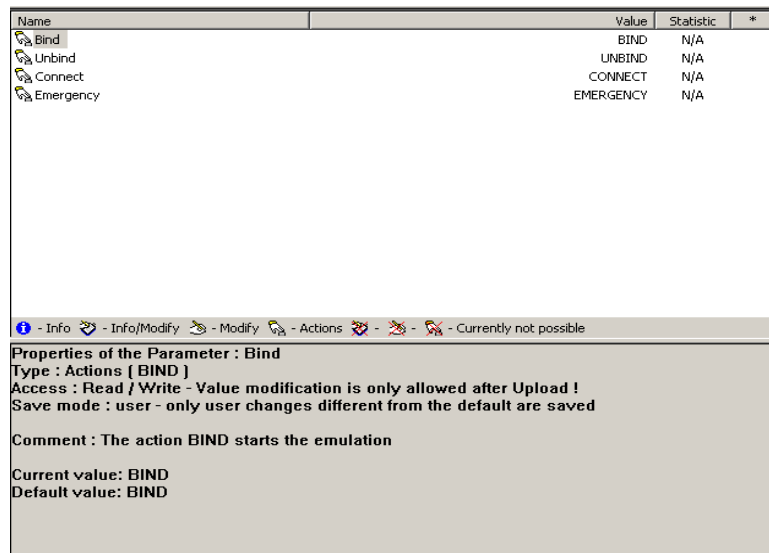 Name Value Statistic *
Bind BIND N/A
Unbind UNBIND N/A
Connect CONNECT N/A
Emergency EMERGENCY N/A
i - Info - Info/Modify - Modify - Actions - - - Currently not possible
Properties of the Parameter : Bind
Type : Actions ( BIND )
Access : Read / Write - Value modification is only allowed after Upload !
Save mode : user - only user changes different from the default are saved
Comment : The action BIND starts the emulation
Current value: BIND
Default value: BIND